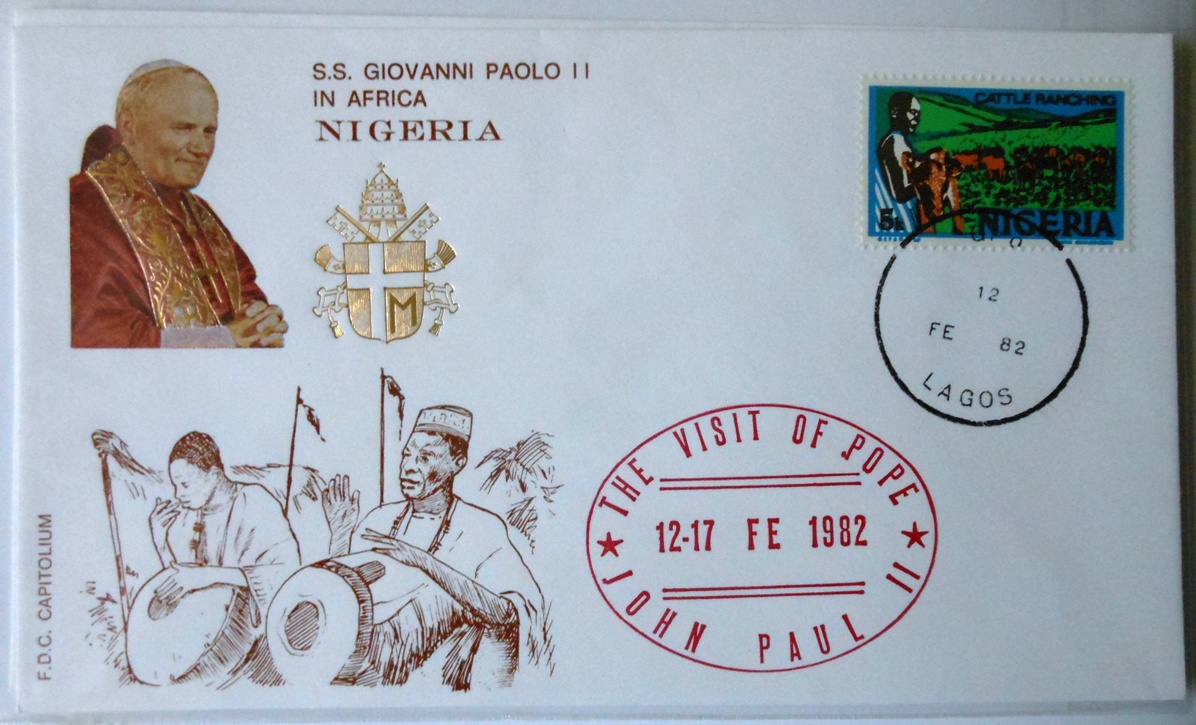 S.S. GIOVANNI PAOLO II
IN AFRICA
NIGERIA
M
CATTLE RANCHING
NIGERIA
12
FE 82
LAGOS
THE VISIT OF POPE
12-17 FE 1982
JOHN PAUL II
F.D.C. CAPITOLIUM